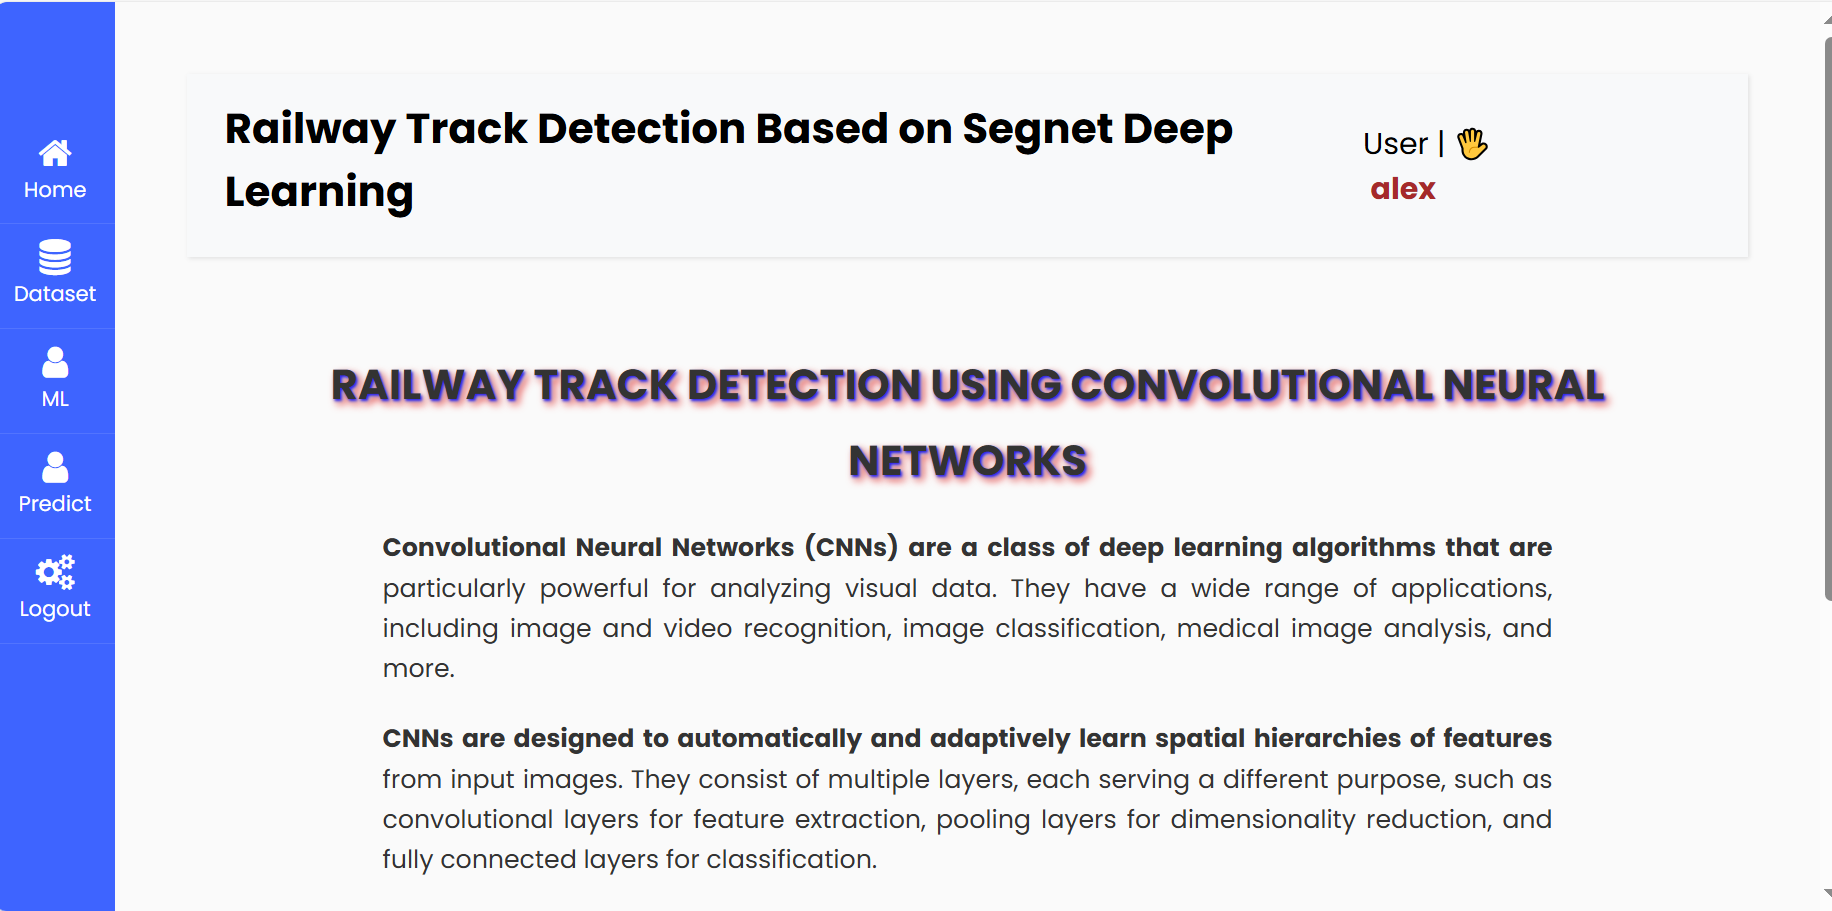 Home
Dataset
ML
Predict
Logout
Railway Track Detection Based on Segnet Deep
Learning
User | 🖐
alex
RAILWAY TRACK DETECTION USING CONVOLUTIONAL NEURAL
NETWORKS
Convolutional Neural Networks (CNNs) are a class of deep learning algorithms that are
particularly powerful for analyzing visual data. They have a wide range of applications,
including image and video recognition, image classification, medical image analysis, and
more.
CNNs are designed to automatically and adaptively learn spatial hierarchies of features
from input images. They consist of multiple layers, each serving a different purpose, such as
convolutional layers for feature extraction, pooling layers for dimensionality reduction, and
fully connected layers for classification.